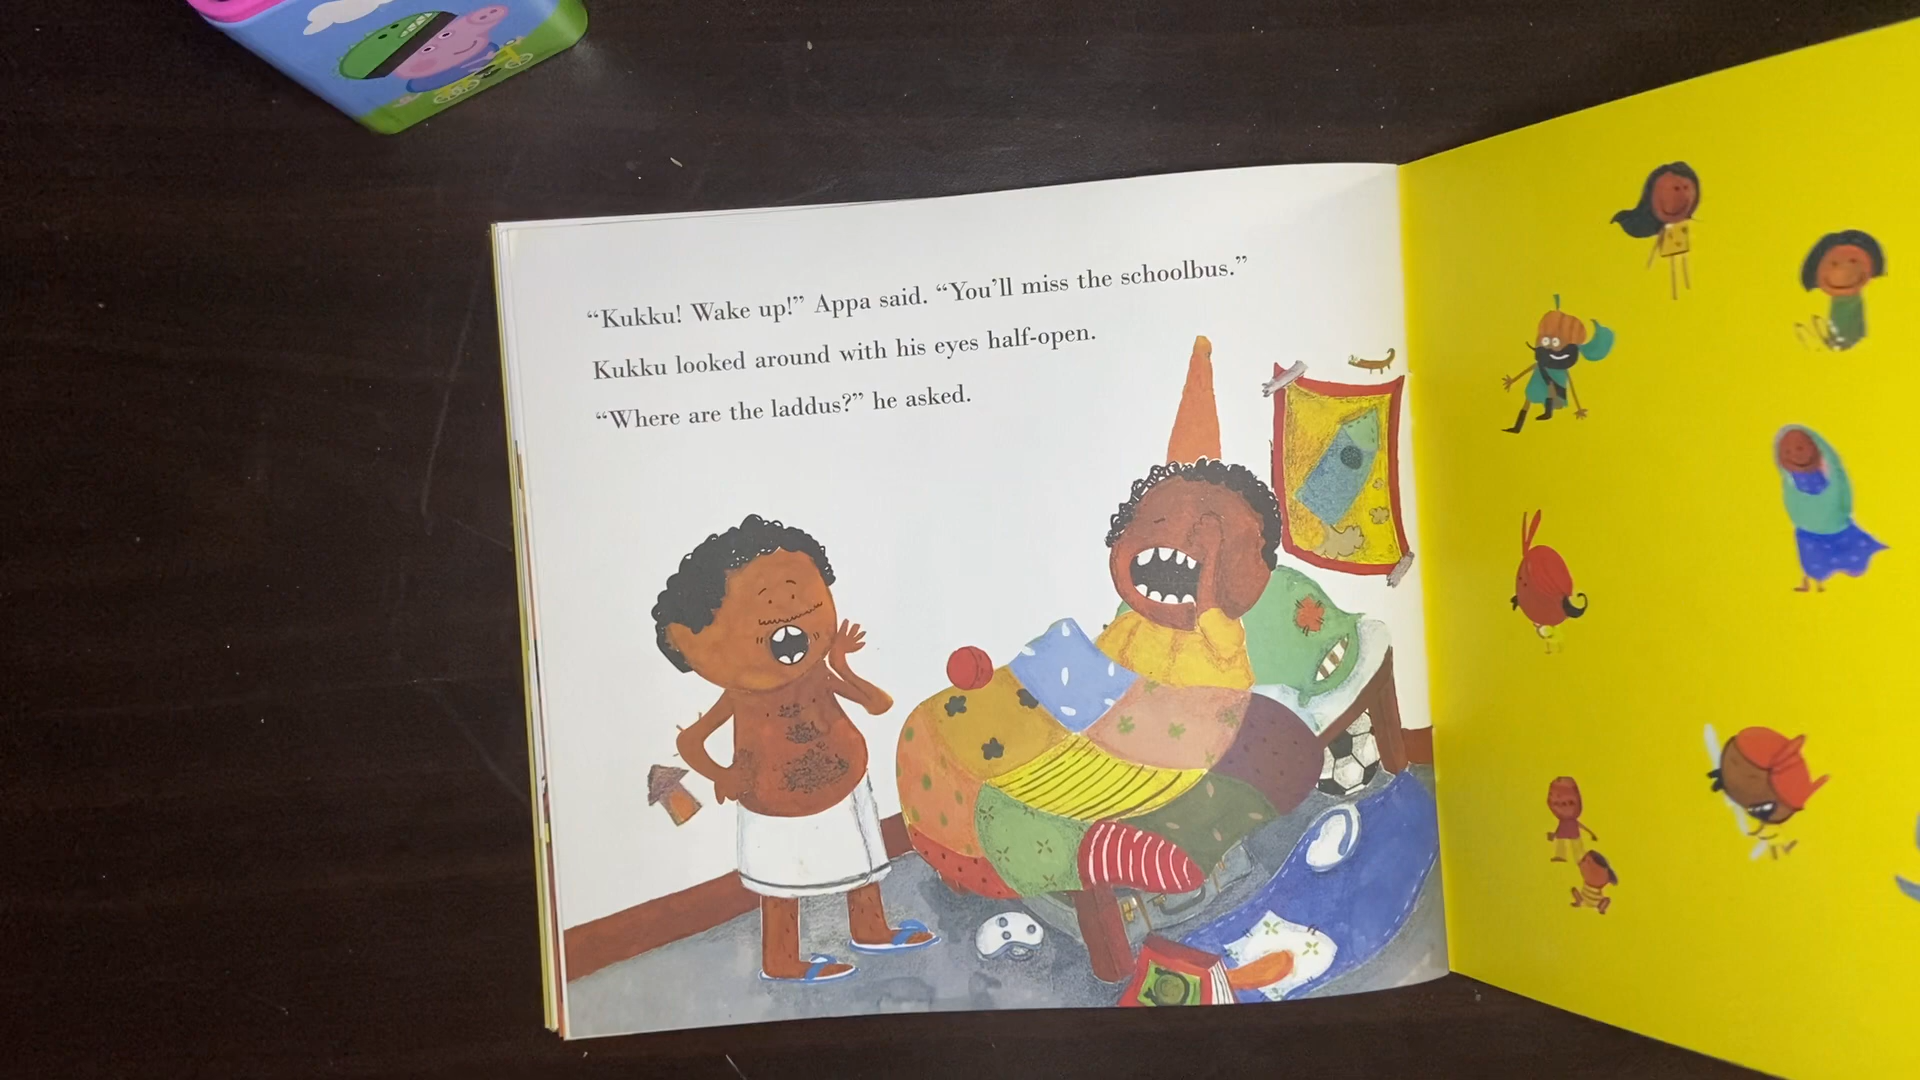 “Kukku! Wake up!” Appa said. “You’ll miss the schoolbus.”
Kukku looked around with his eyes half-open.
“Where are the laddus?” he asked.